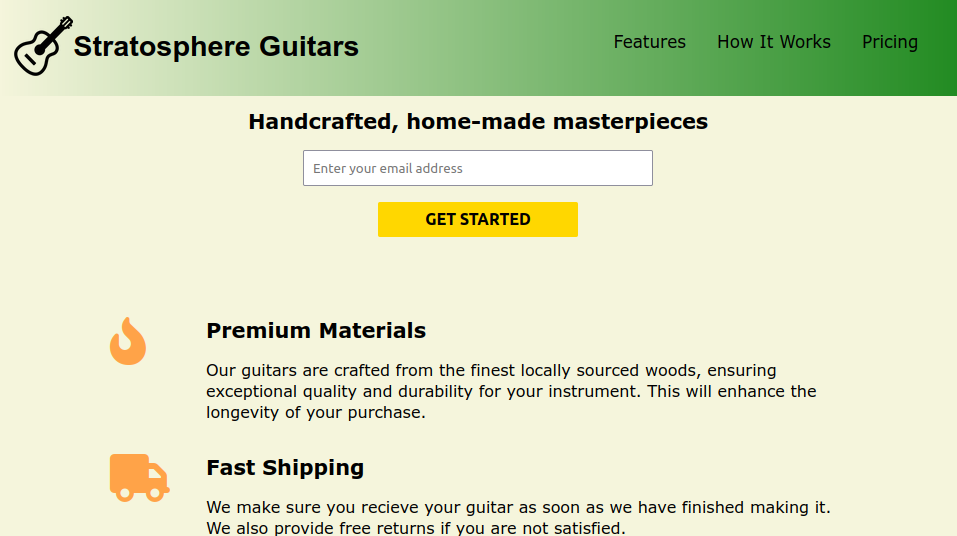 Stratosphere Guitars
Features How It Works Pricing
Handcrafted, home-made masterpieces
Enter your email address
GET STARTED
Premium Materials
Our guitars are crafted from the finest locally sourced woods, ensuring
exceptional quality and durability for your instrument. This will enhance the
longevity of your purchase.
Fast Shipping
We make sure you recieve your guitar as soon as we have finished making it.
We also provide free returns if you are not satisfied.